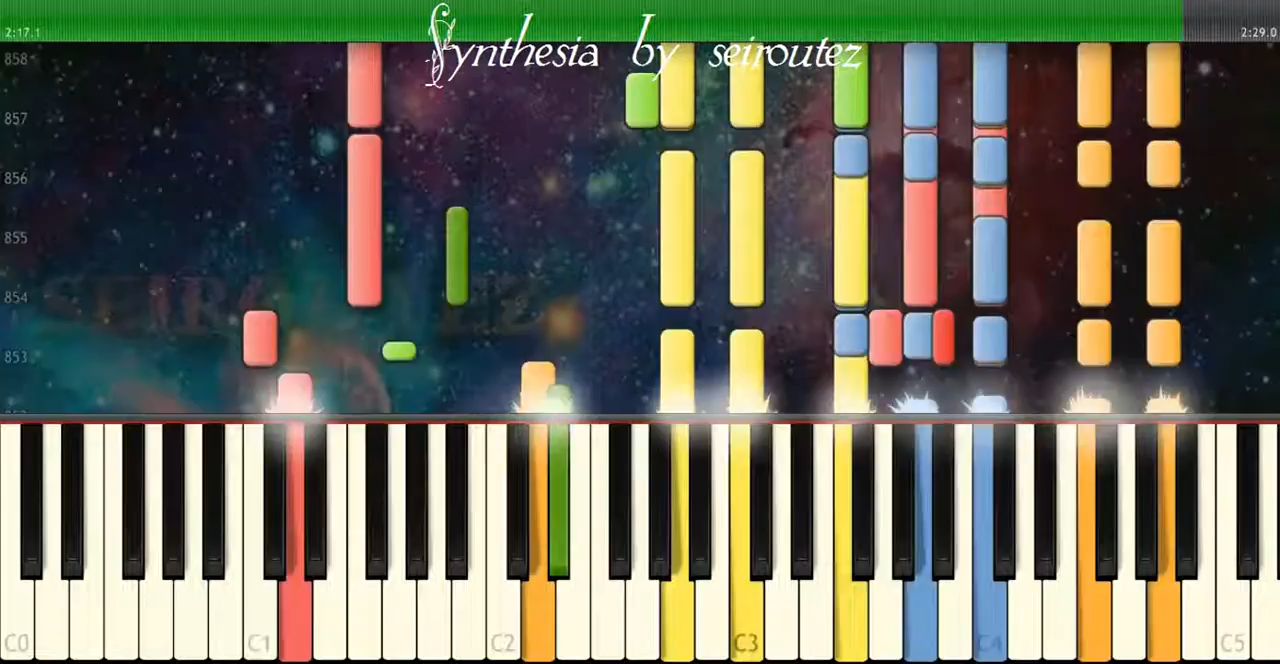 2:17.1
Synthesia by seiroutez
2:29.0
858
857
856
855
854
853
C0
C1
C2
C3
C4
C5